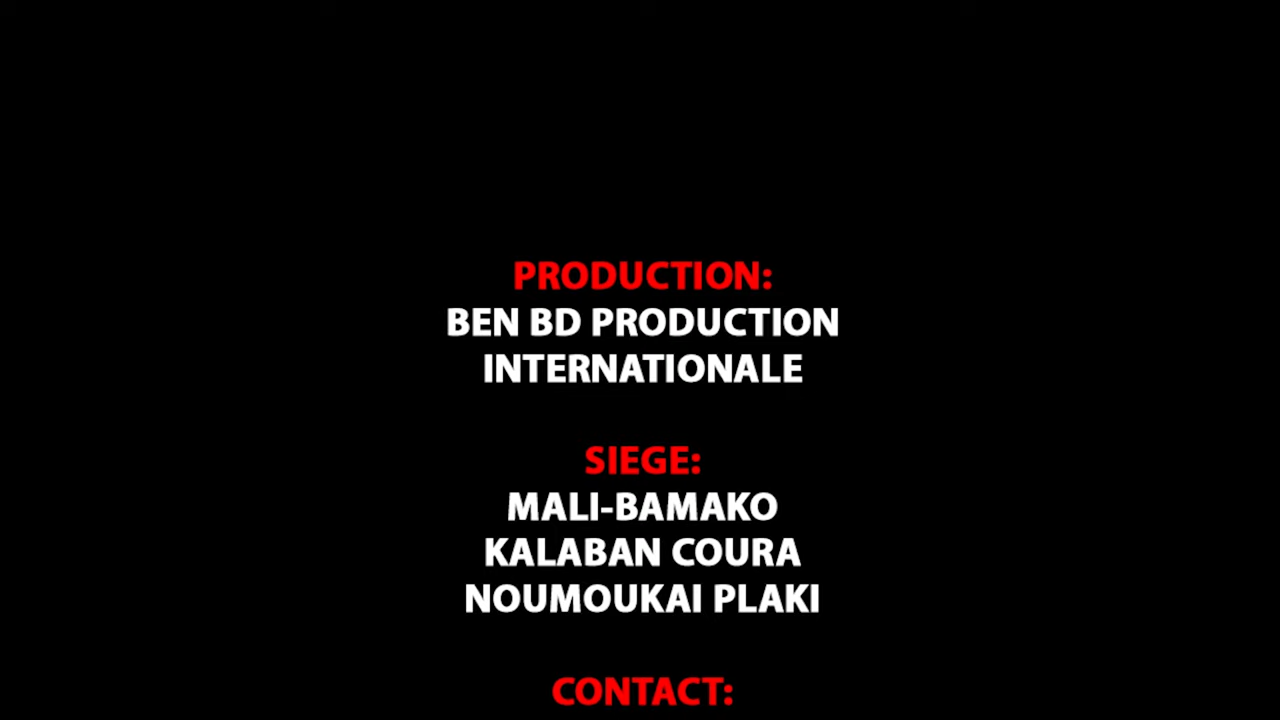 PRODUCTION:
BEN BD PRODUCTION
INTERNATIONALE
SIEGE:
MALI-BAMAKO
KALABAN COURA
NOUMOUKAI PLAKI
CONTACT: